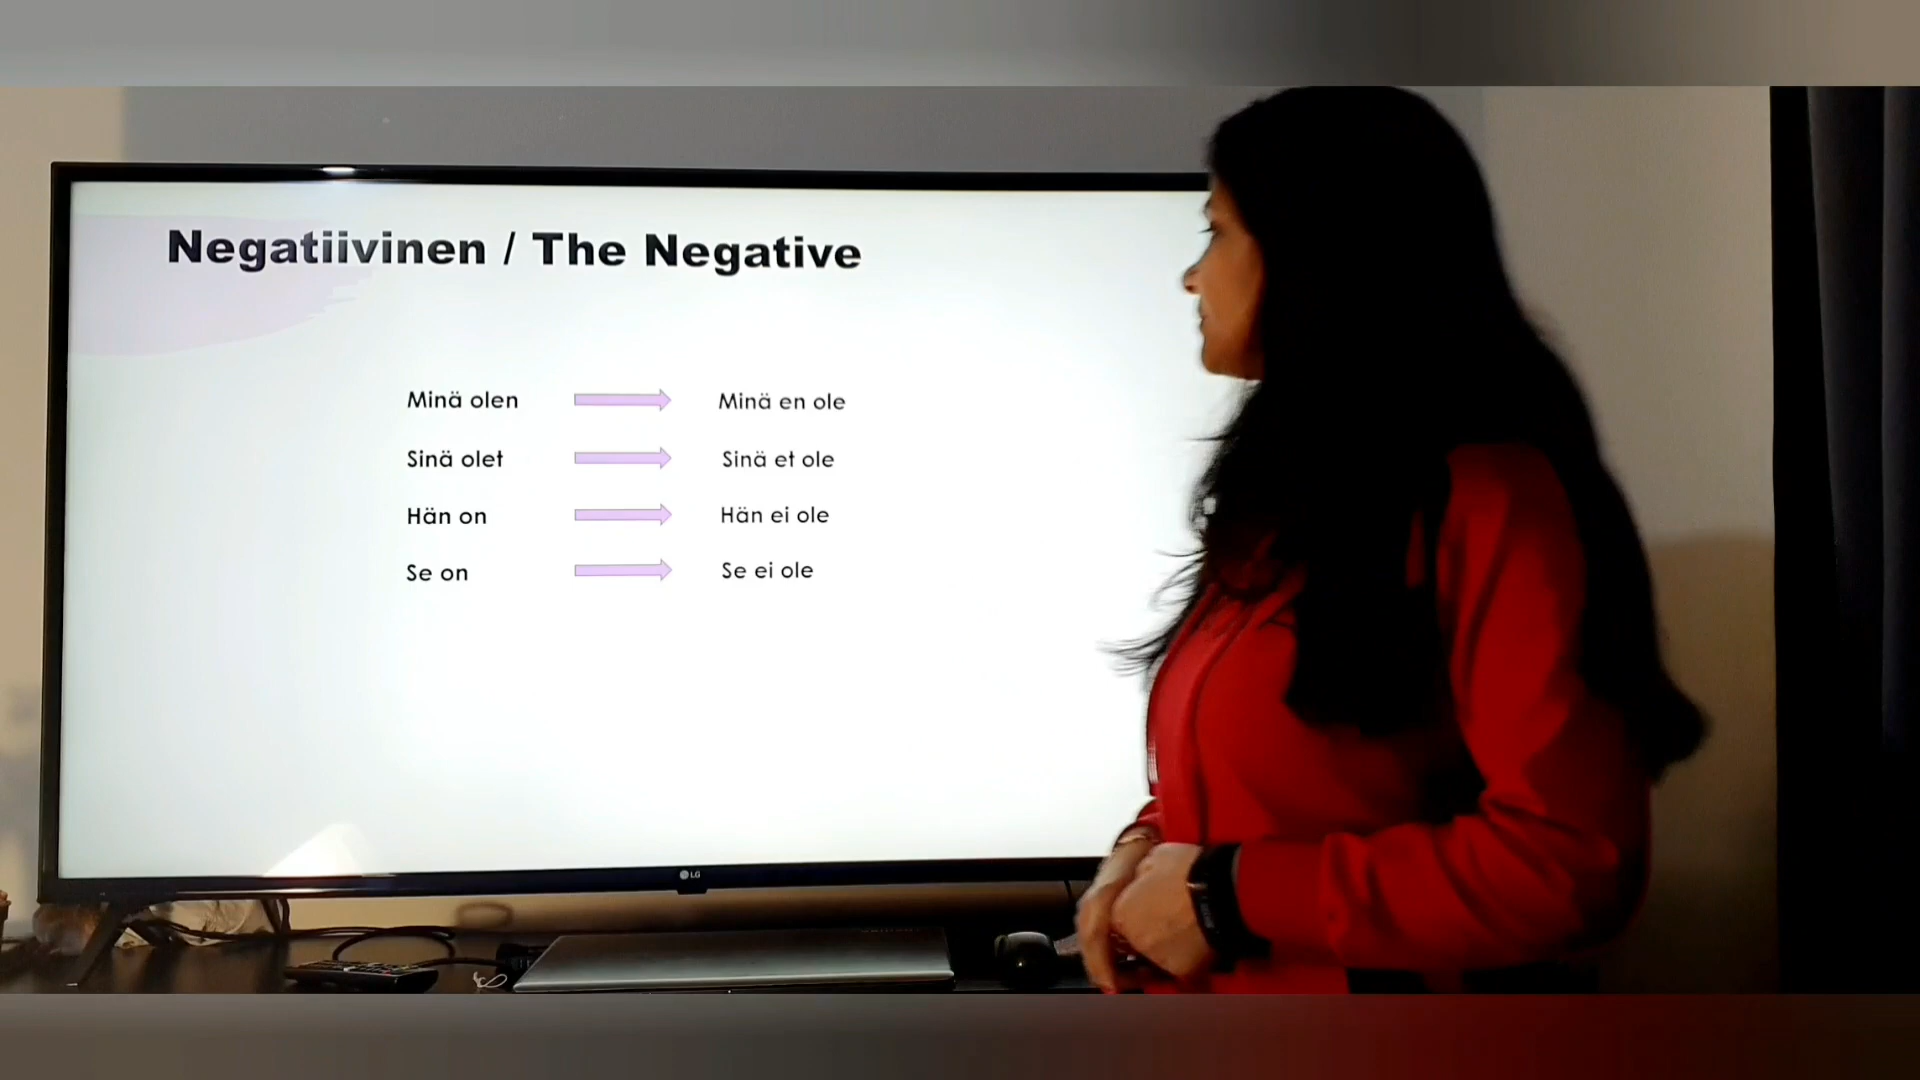 Negatiivinen / The Negative
Minä olen Minä en ole
Sinä olet Sinä et ole
Hän on Hän ei ole
Se on Se ei ole
LG